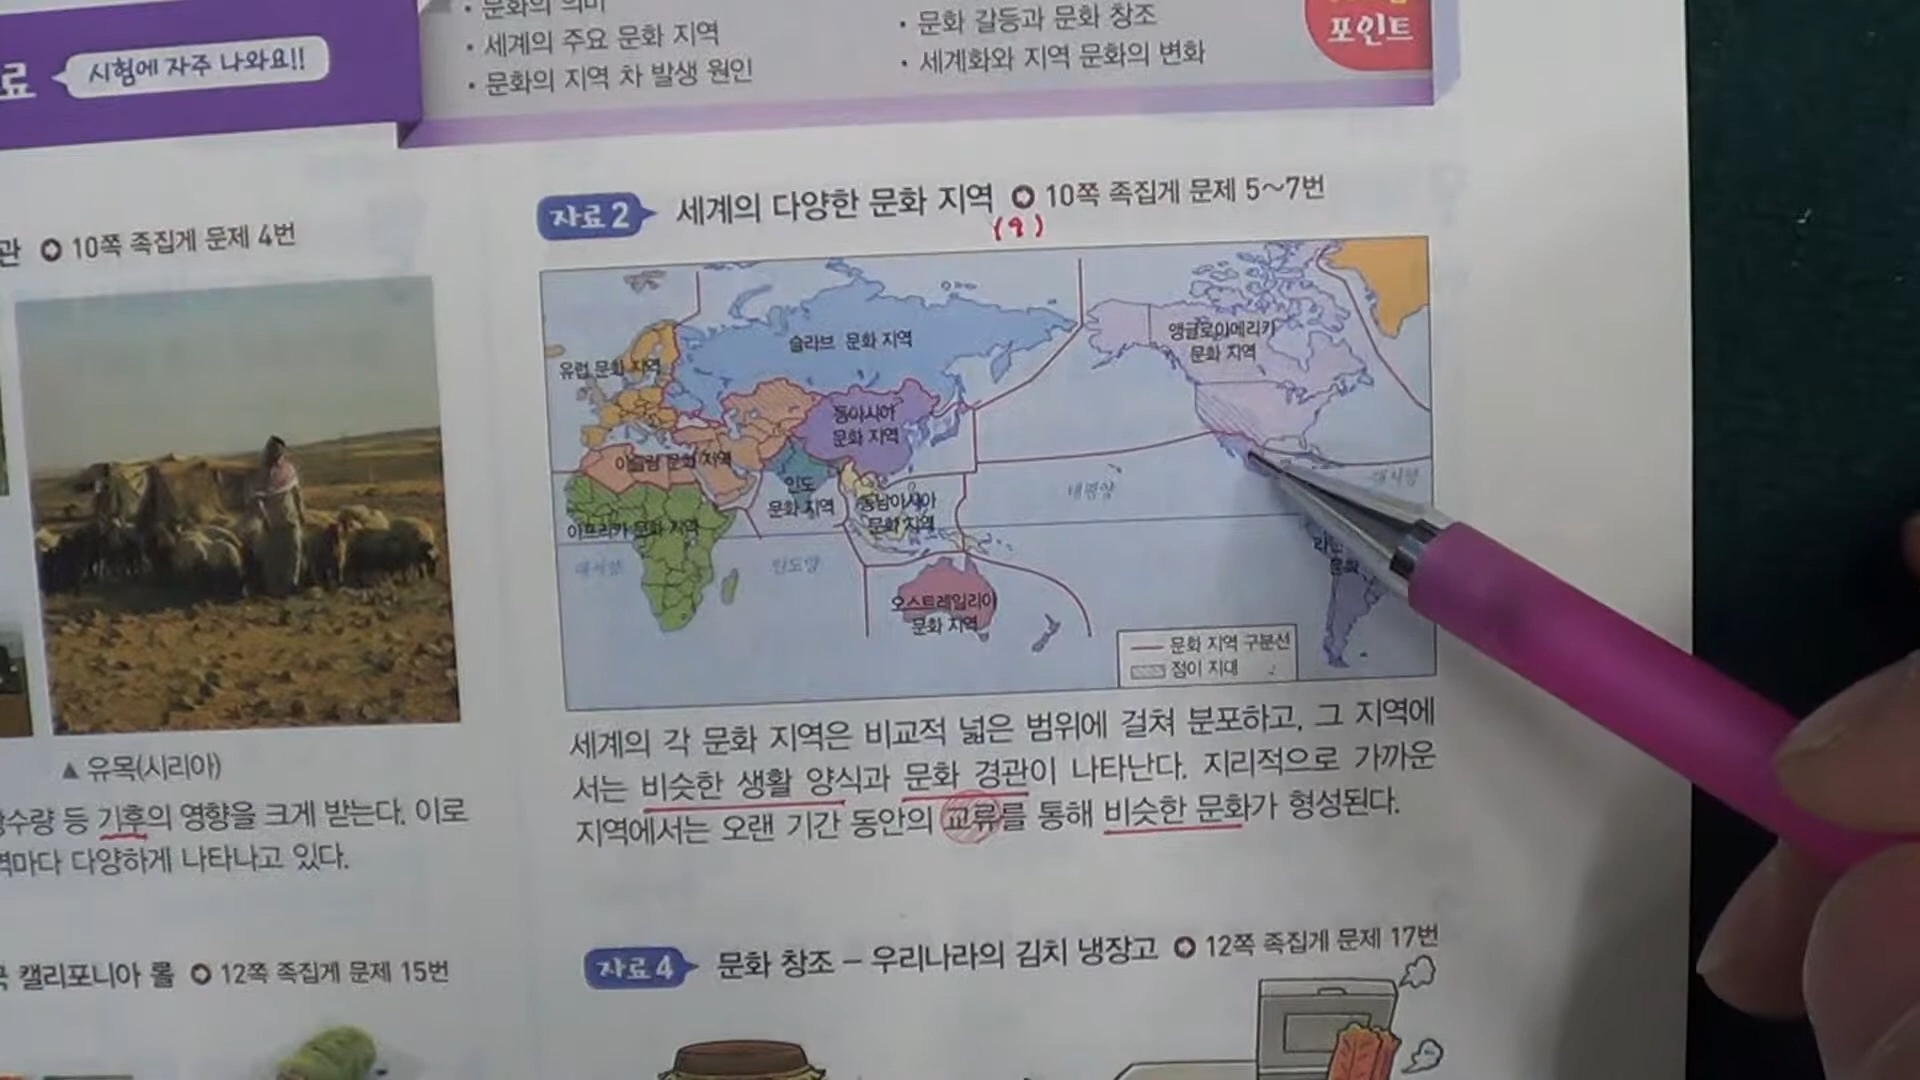 료
시험에 자주 나와요!!
• 문화의 의미
• 세계의 주요 문화 지역
• 문화의 지역 차 발생 원인
• 문화 갈등과 문화 창조
• 세계화와 지역 문화의 변화
포인트
관 10쪽 족집게 문제 4번
▲ 유목(시리아)
강수량 등 기후의 영향을 크게 받는다. 이로
역마다 다양하게 나타나고 있다.
캘리포니아 롤 12쪽 족집게 문제 15번
자료 2 세계의 다양한 문화 지역 10쪽 족집게 문제 5~7번
(9)
슬라브 문화 지역
앵글로아메리카
문화 지역
유럽 문화 지역
동아시아
문화 지역
이슬람 문화 지역
인도
문화 지역
동남아시아
문화 지역
아프리카 문화 지역
태평양
대서양
대서양
인도양
문화
오스트레일리아
문화 지역
문화 지역 구분선
점이 지대
세계의 각 문화 지역은 비교적 넓은 범위에 걸쳐 분포하고, 그 지역에
서는 비슷한 생활 양식과 문화 경관이 나타난다. 지리적으로 가까운
지역에서는 오랜 기간 동안의 교류를 통해 비슷한 문화가 형성된다.
자료 4 문화 창조 – 우리나라의 김치 냉장고 12쪽 족집게 문제 17번